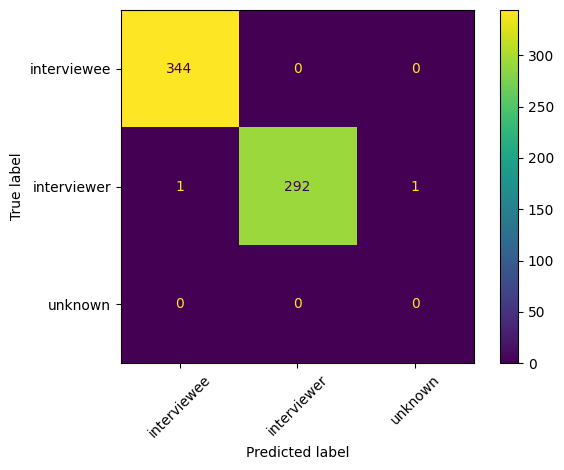 True label
interviewee
344 0 0
interviewer
1 292 1
unknown
0 0 0
interviewee interviewer unknown
Predicted label
300
250
200
150
100
50
0